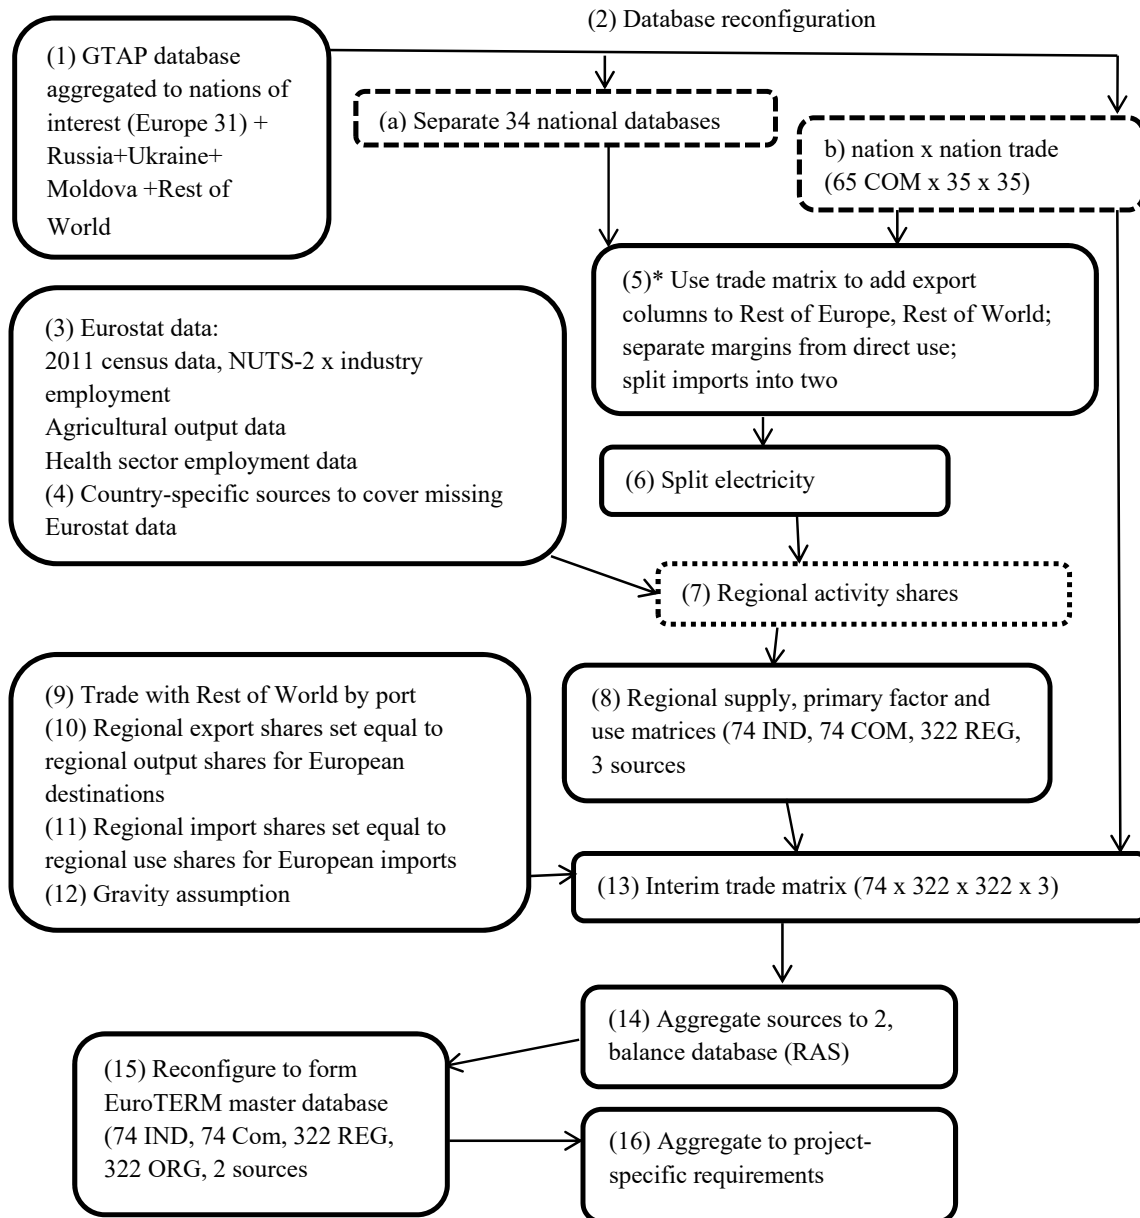 (2) Database reconfiguration
(1) GTAP database
aggregated to nations of
interest (Europe 31) +
Russia+Ukraine+
Moldova +Rest of
World
(a) Separate 34 national databases
b) nation x nation trade
(65 COM x 35 x 35)
(5)* Use trade matrix to add export
columns to Rest of Europe, Rest of World;
separate margins from direct use;
split imports into two
(3) Eurostat data:
2011 census data, NUTS-2 x industry
employment
Agricultural output data
Health sector employment data
(4) Country-specific sources to cover missing
Eurostat data
(6) Split electricity
(7) Regional activity shares
(8) Regional supply, primary factor and
use matrices (74 IND, 74 COM, 322 REG,
3 sources
(9) Trade with Rest of World by port
(10) Regional export shares set equal to
regional output shares for European
destinations
(11) Regional import shares set equal to
regional use shares for European imports
(12) Gravity assumption
(13) Interim trade matrix (74 x 322 x 322 x 3)
(14) Aggregate sources to 2,
balance database (RAS)
(15) Reconfigure to form
EuroTERM master database
(74 IND, 74 Com, 322 REG,
322 ORG, 2 sources
(16) Aggregate to project-
specific requirements